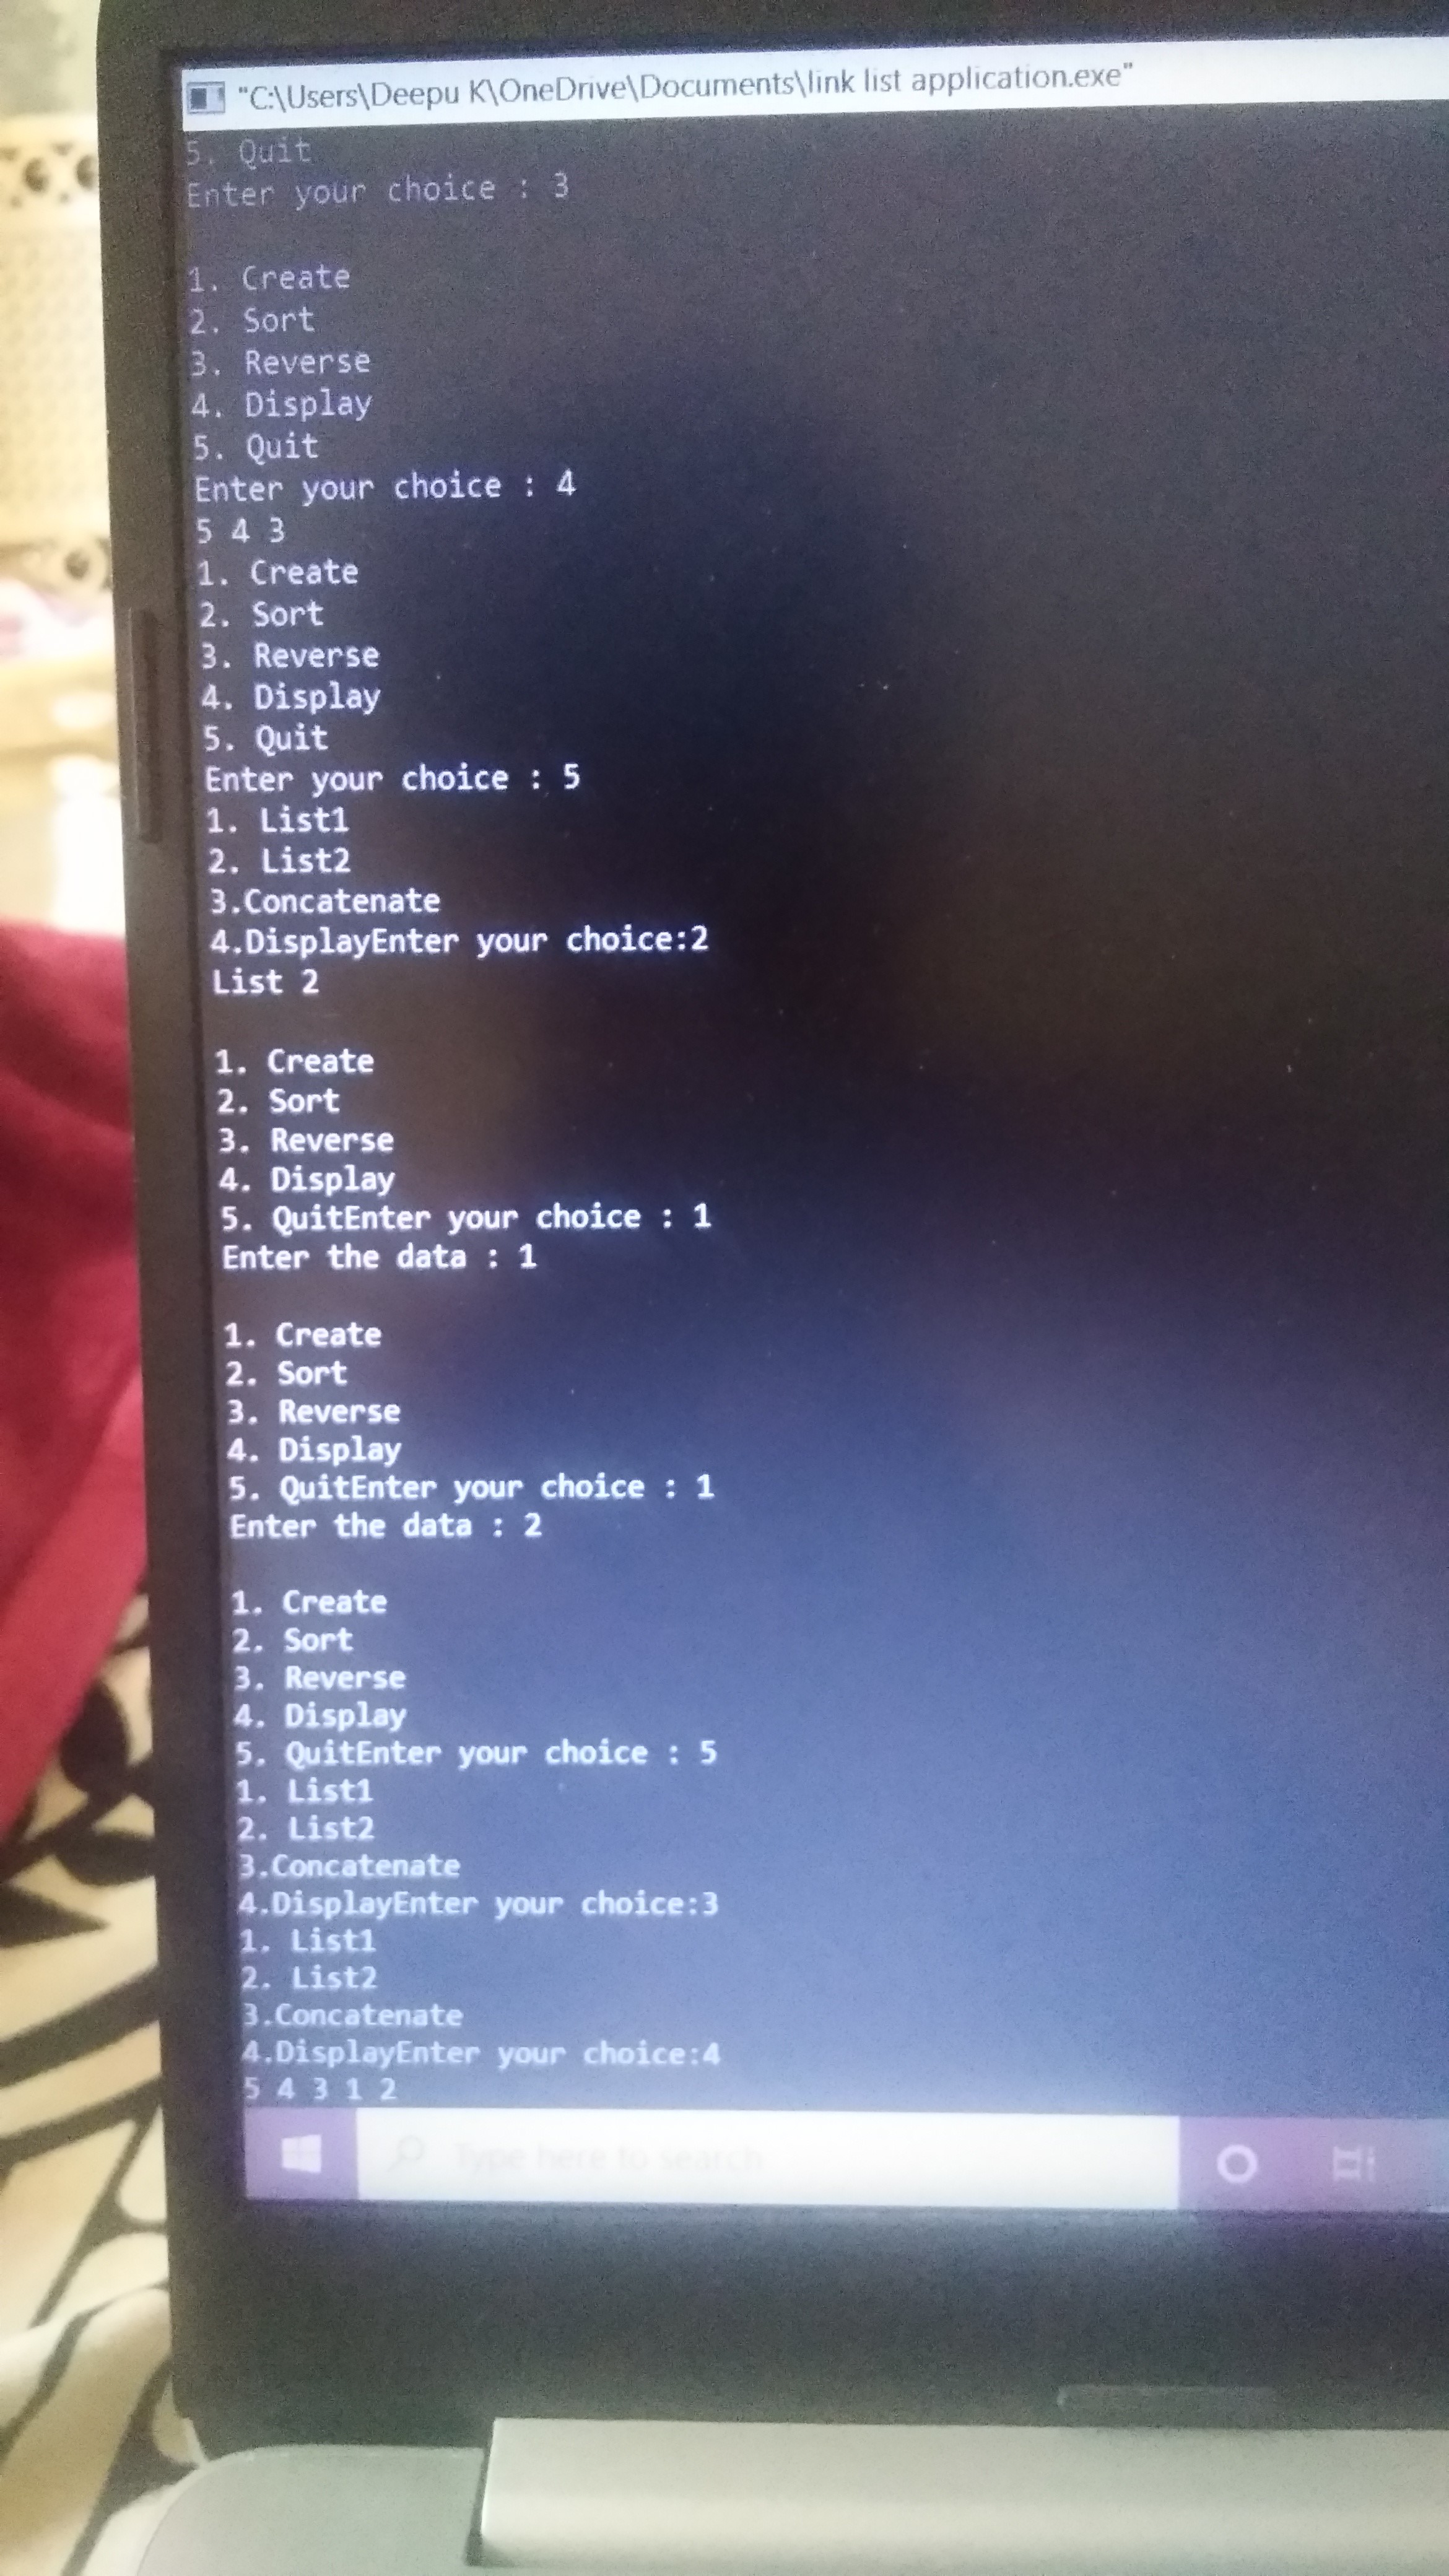 "C:\Users\Deepu K\OneDrive\Documents\link list application.exe"
5. Quit
Enter your choice : 3
1. Create
2. Sort
3. Reverse
4. Display
5. Quit
Enter your choice : 4
5 4 3
1. Create
2. Sort
3. Reverse
4. Display
5. Quit
Enter your choice : 5
1. List1
2. List2
3.Concatenate
4.DisplayEnter your choice:2
List 2
1. Create
2. Sort
3. Reverse
4. Display
5. QuitEnter your choice : 1
Enter the data : 1
1. Create
2. Sort
3. Reverse
4. Display
5. QuitEnter your choice : 1
Enter the data : 2
1. Create
2. Sort
3. Reverse
4. Display
5. QuitEnter your choice : 5
1. List1
2. List2
3.Concatenate
4.DisplayEnter your choice:3
1. List1
2. List2
3.Concatenate
4.DisplayEnter your choice:4
5 4 3 1 2
Type here to search